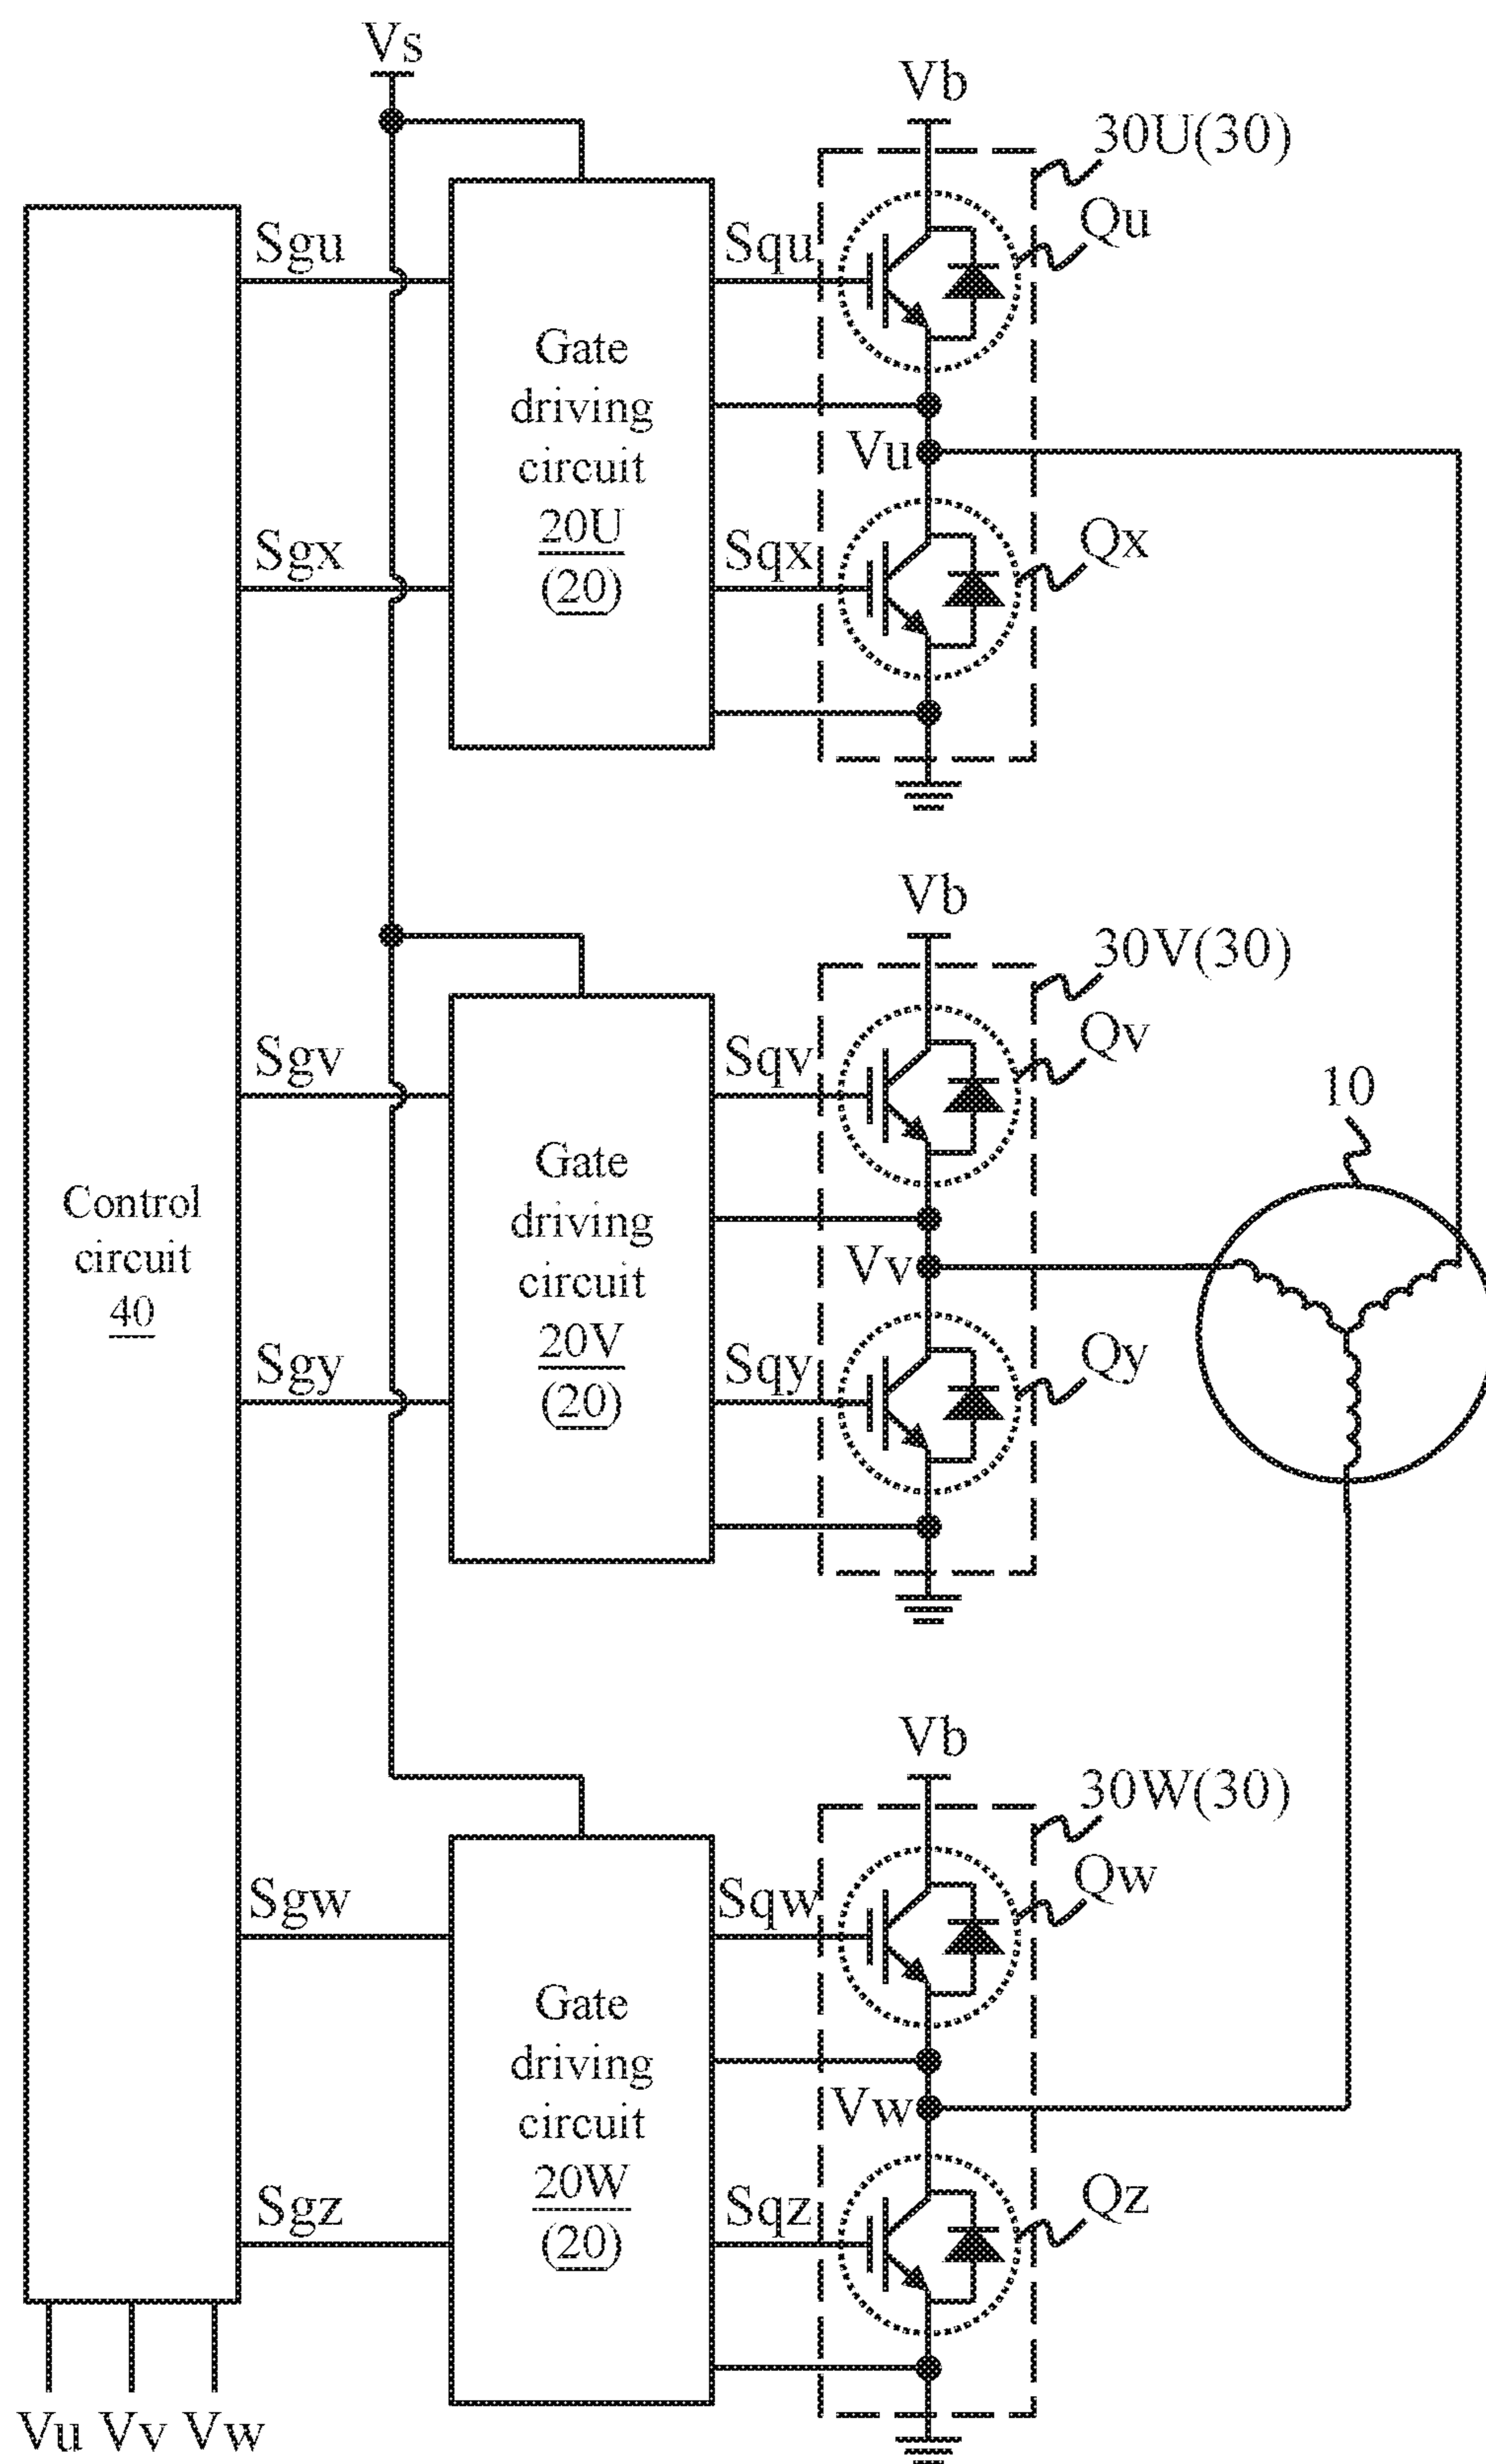 Vs
Vb
30U(30)
Qu
Sgu
Squ
Gate
driving
circuit
20U
(20)
Vu
Sgx
Sqx
Qx
Vb
30V(30)
Qv
Sgv
Sqv
10
Gate
driving
circuit
20V
(20)
Control
circuit
40
Vv
Sgy
Sqy
Qy
Vb
30W(30)
Qw
Sgw
Sqw
Gate
driving
circuit
20W
(20)
Vw
Sgz
Sqz
Qz
Vu Vv Vw